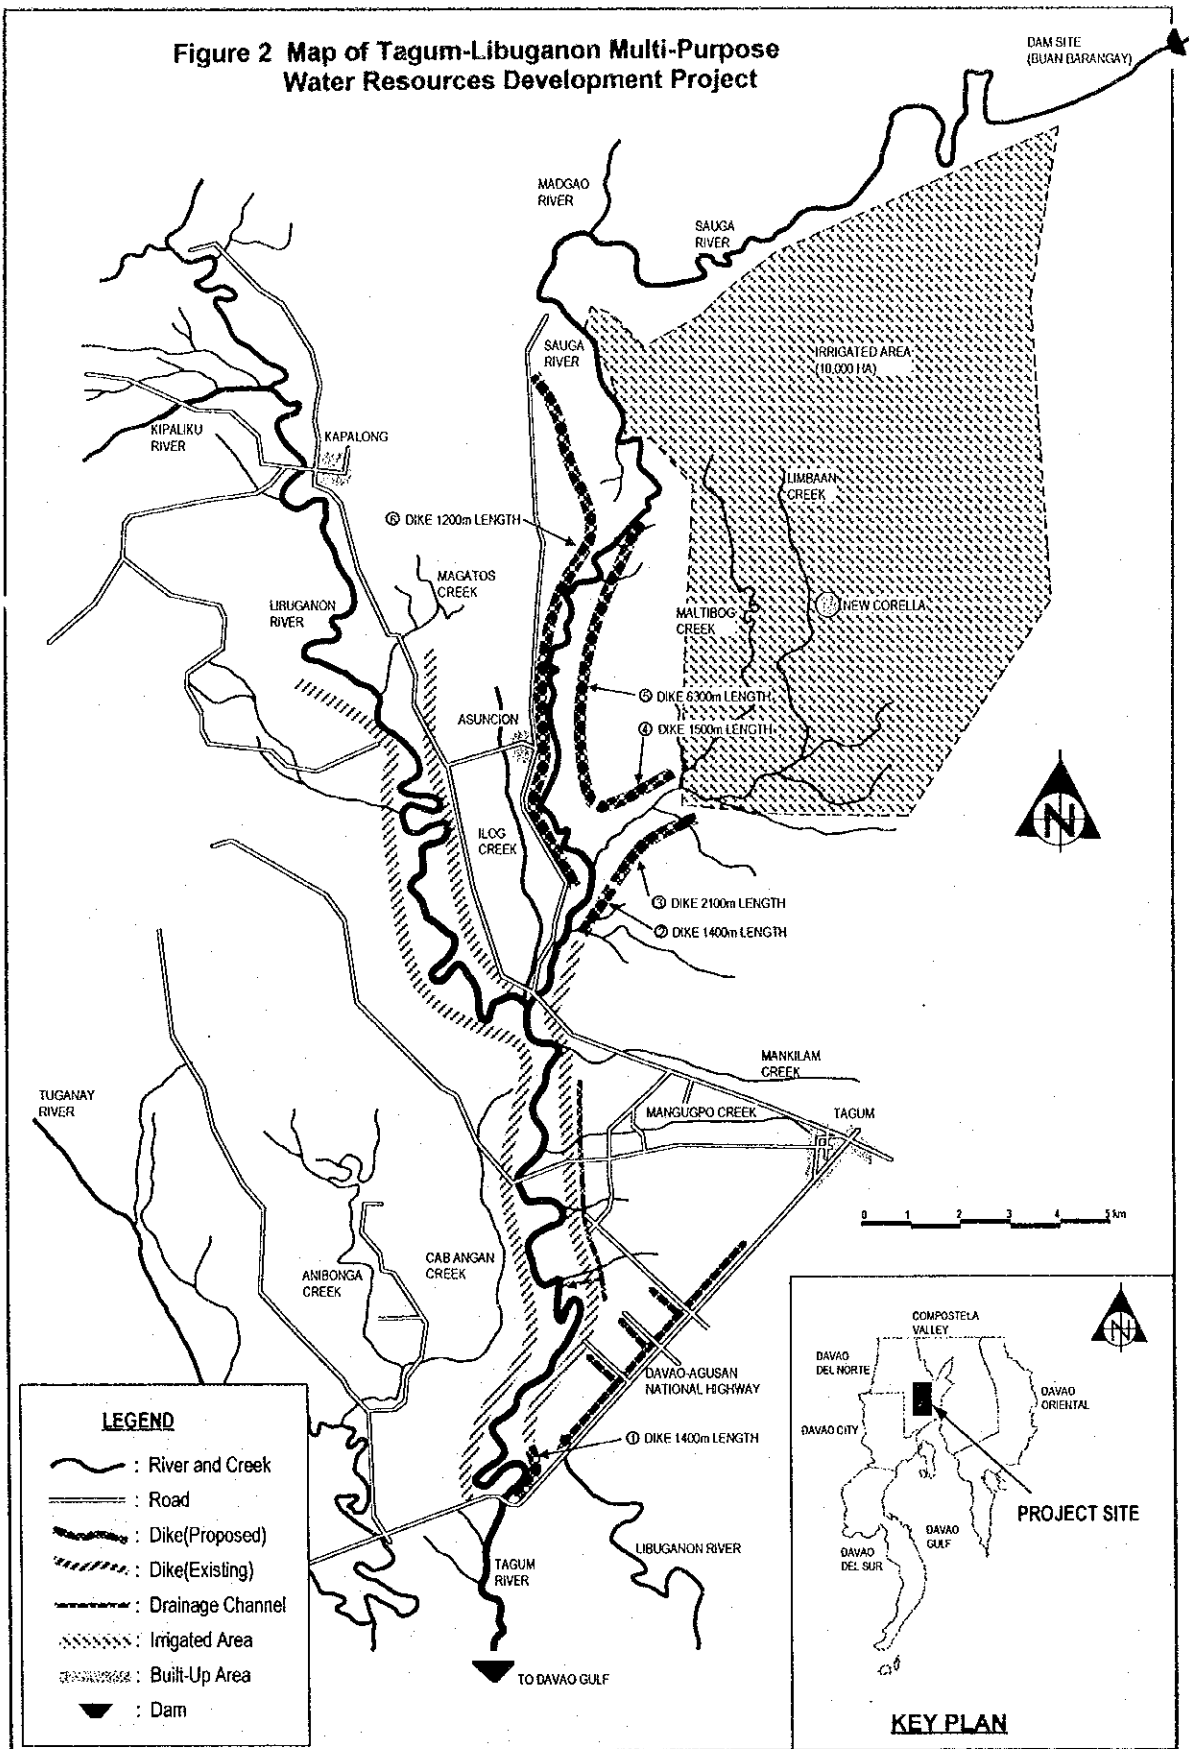 Figure 2 Map of Tagum-Libuganon Multi-Purpose
Water Resources Development Project
DAM SITE
(BUAN BARANGAY)
MADGAO
RIVER
SAUGA
RIVER
SAUGA
RIVER
IRRIGATED AREA
(10,000 HA)
KIPALIKU
RIVER
KAPALONG
LIMBAAN
CREEK
⑥ DIKE 1200m LENGTH
MAGATOS
CREEK
LIBUGANON
RIVER
MALTIBOG
CREEK
NEW CORELLA
⑤ DIKE 6300m LENGTH
ASUNCION
④ DIKE 1500m LENGTH
ILOG
CREEK
N
③ DIKE 2100m LENGTH
② DIKE 1400m LENGTH
MANKILAM
CREEK
TUGANAY
RIVER
MANGUGPO CREEK
TAGUM
0 1 2 3 4 5 km
CAB ANGAN
CREEK
ANIBONGA
CREEK
DAVAO-AGUSAN
NATIONAL HIGHWAY
① DIKE 1400m LENGTH
TAGUM
RIVER
LIBUGANON RIVER
TO DAVAO GULF
LEGEND
: River and Creek
: Road
: Dike(Proposed)
: Dike(Existing)
: Drainage Channel
: Irrigated Area
: Built-Up Area
: Dam
N
COMPOSTELA
VALLEY
DAVAO
DEL NORTE
DAVAO
ORIENTAL
DAVAO CITY
PROJECT SITE
DAVAO
GULF
DAVAO
DEL SUR
KEY PLAN